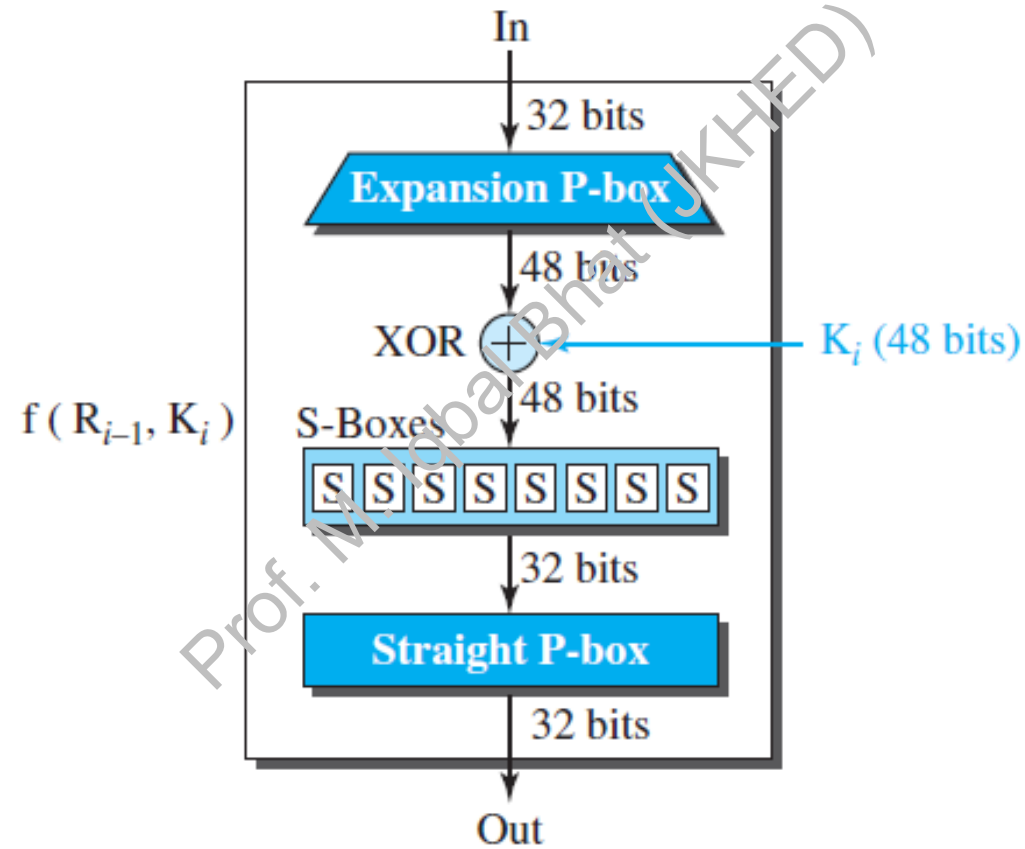 In
32 bits
Expansion P-box
48 bits
XOR + K𝑖 (48 bits)
48 bits
f ( R𝑖–1, K𝑖 )
S-Boxes
S S S S S S S S
32 bits
Straight P-box
32 bits
Out
Prof. M. Iqbal Bhat (JKHED)